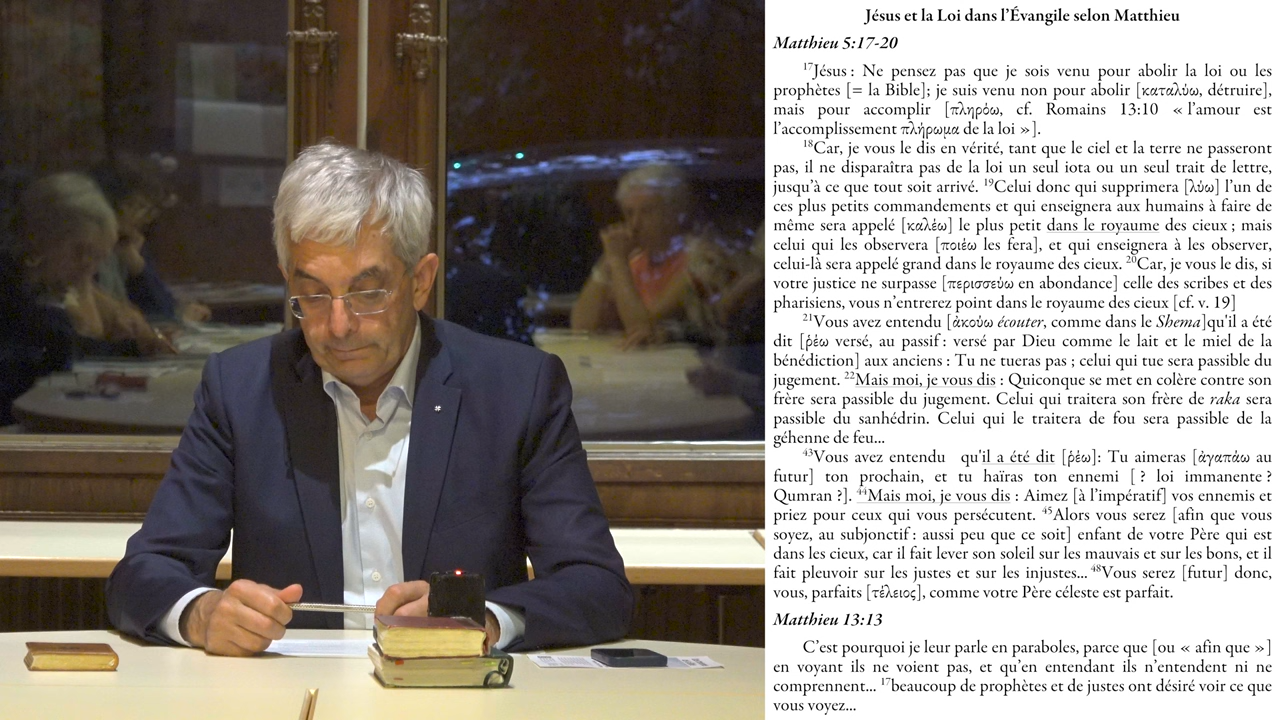 Jésus et la Loi dans l’Évangile selon Matthieu
Matthieu 5:17-20
¹⁷Jésus : Ne pensez pas que je sois venu pour abolir la loi ou les
prophètes [= la Bible]; je suis venu non pour abolir [καταλύω, détruire],
mais pour accomplir [πληρόω, cf. Romains 13:10 « l’amour est
l’accomplissement πλήρωμα de la loi »].
¹⁸Car, je vous le dis en vérité, tant que le ciel et la terre ne passeront
pas, il ne disparaîtra pas de la loi un seul iota ou un seul trait de lettre,
jusqu’à ce que tout soit arrivé. ¹⁹Celui donc qui supprimera [λύω] l’un de
ces plus petits commandements et qui enseignera aux humains à faire de
même sera appelé [καλέω] le plus petit dans le royaume des cieux ; mais
celui qui les observera [ποιέω les fera], et qui enseignera à les observer,
celui-là sera appelé grand dans le royaume des cieux. ²⁰Car, je vous le dis, si
votre justice ne surpasse [περισσεύω en abondance] celle des scribes et des
pharisiens, vous n’entrerez point dans le royaume des cieux [cf. v. 19]
²¹Vous avez entendu [ἀκούω écouter, comme dans le Shema]qu'il a été
dit [ῥέω versé, au passif : versé par Dieu comme le lait et le miel de la
bénédiction] aux anciens : Tu ne tueras pas ; celui qui tue sera passible du
jugement. ²²Mais moi, je vous dis : Quiconque se met en colère contre son
frère sera passible du jugement. Celui qui traitera son frère de raka sera
passible du sanhédrin. Celui qui le traitera de fou sera passible de la
géhenne de feu...
⁴³Vous avez entendu qu'il a été dit [ῥέω]: Tu aimeras [ἀγαπάω au
futur] ton prochain, et tu haïras ton ennemi [ ? loi immanente ?
Qumran ?]. ⁴⁴Mais moi, je vous dis : Aimez [à l’impératif] vos ennemis et
priez pour ceux qui vous persécutent. ⁴⁵Alors vous serez [afin que vous
soyez, au subjonctif : aussi peu que ce soit] enfant de votre Père qui est
dans les cieux, car il fait lever son soleil sur les mauvais et sur les bons, et il
fait pleuvoir sur les justes et sur les injustes... ⁴⁸Vous serez [futur] donc,
vous, parfaits [τέλειος], comme votre Père céleste est parfait.
Matthieu 13:13
C’est pourquoi je leur parle en paraboles, parce que [ou « afin que »]
en voyant ils ne voient pas, et qu’en entendant ils n’entendent ni ne
comprennent... ¹⁷beaucoup de prophètes et de justes ont désiré voir ce que
vous voyez...